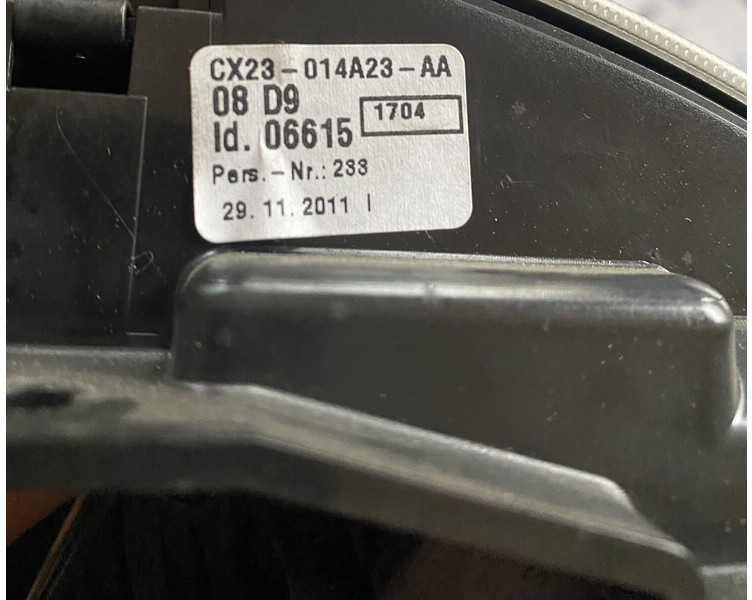 CX23-014A23-AA
08 D9
1704
Id. 06615
Pers.-Nr.: 233
29. 11. 2011 |